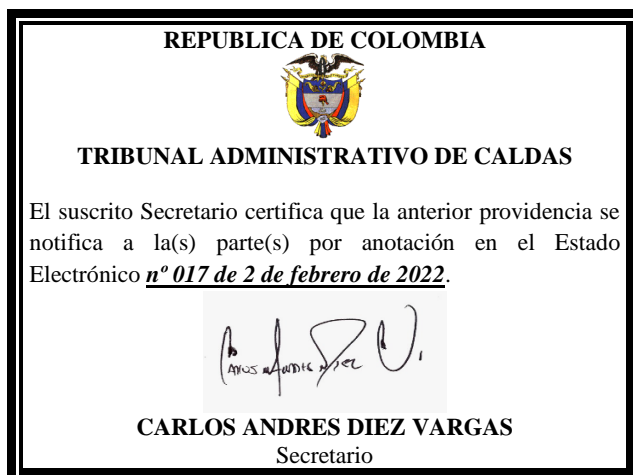 REPUBLICA DE COLOMBIA
TRIBUNAL ADMINISTRATIVO DE CALDAS
El suscrito Secretario certifica que la anterior providencia se
notifica a la(s) parte(s) por anotación en el Estado
Electrónico nº 017 de 2 de febrero de 2022.
CARLOS ANDRES DIEZ VARGAS
Secretario